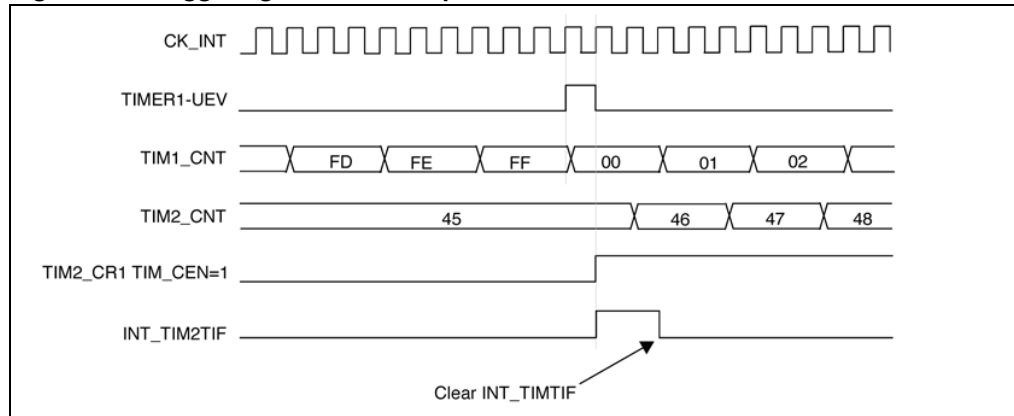 CK_INT
TIMER1-UEV
TIM1_CNT FD FE FF 00 01 02
TIM2_CNT 45 46 47 48
TIM2_CR1 TIM_CEN=1
INT_TIM2TIF
Clear INT_TIMTIF